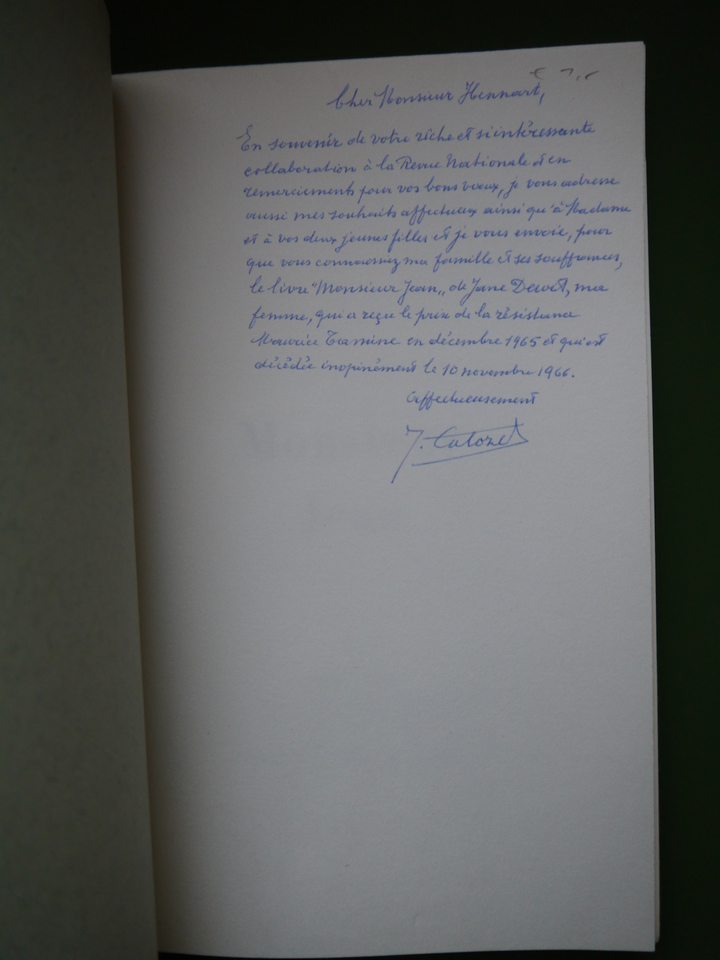 Cher Monsieur Hennart,
En souvenir de votre riche et si intéressante
collaboration à la Revue Nationale et en
remerciements pour vos bons vœux, je vous adresse
aussi mes souhaits affectueux ainsi qu'à Madame
et à vos deux jeunes filles et je vous envoie, pour
que vous connaissiez ma famille et ses souffrances,
le livre "Monsieur Jean„ de Jane ma
femme, qui a reçu le prix de la résistance
Maurice en décembre 1965 et qui est
décédée inopinément le 10 novembre 1966.
Affectueusement
J.